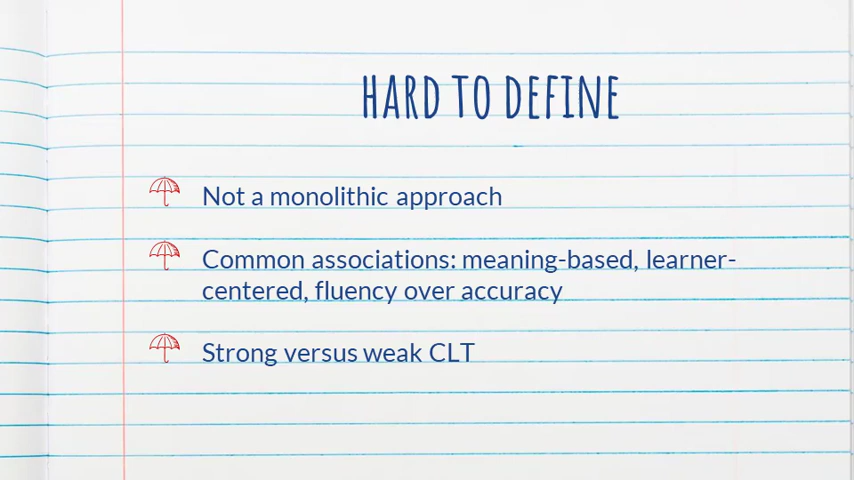 HARD TO DEFINE
Not a monolithic approach
Common associations: meaning-based, learner-
centered, fluency over accuracy
Strong versus weak CLT